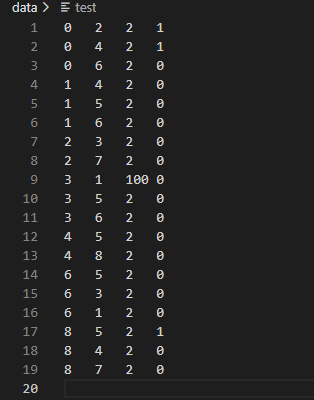 data > test
1 0 2 2 1
2 0 4 2 1
3 0 6 2 0
4 1 4 2 0
5 1 5 2 0
6 1 6 2 0
7 2 3 2 0
8 2 7 2 0
9 3 1 100 0
10 3 5 2 0
11 3 6 2 0
12 4 5 2 0
13 4 8 2 0
14 6 5 2 0
15 6 3 2 0
16 6 1 2 0
17 8 5 2 1
18 8 4 2 0
19 8 7 2 0
20